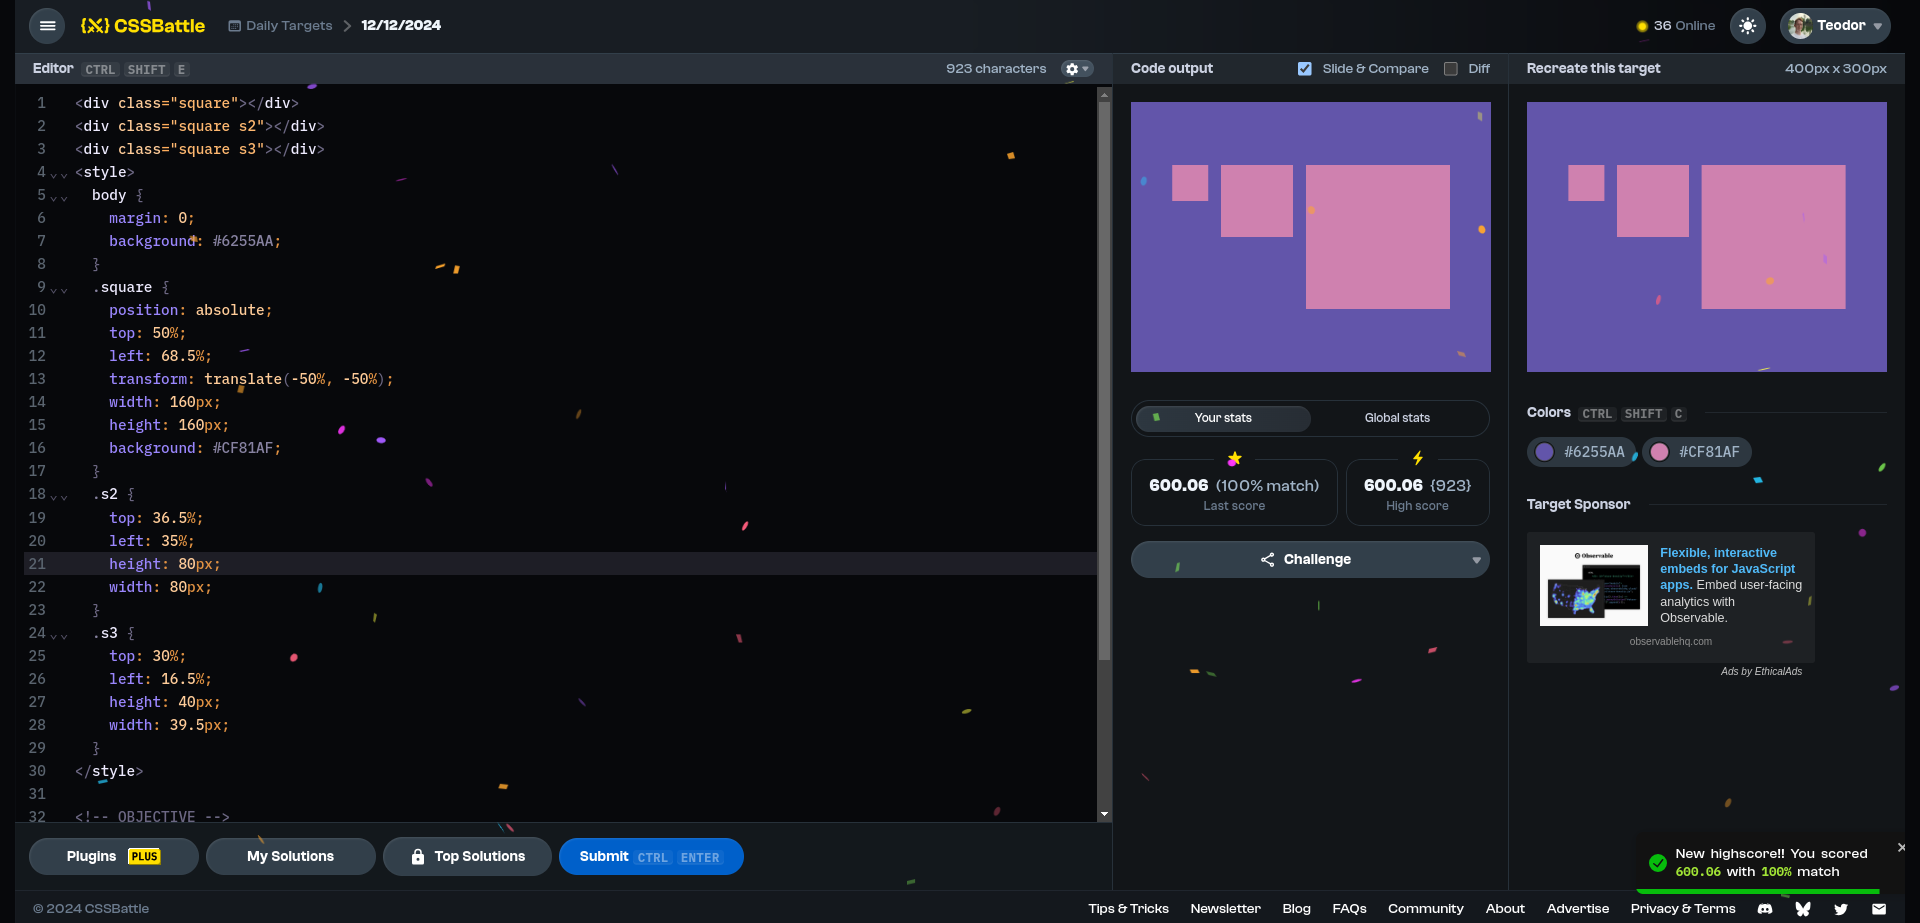 CSSBattle
Daily Targets
12/12/2024
36 Online
Teodor
Editor CTRL SHIFT E
923 characters
Code output
Slide & Compare
Diff
Recreate this target
400px x 300px
1 <div class="square"></div>
2 <div class="square s2"></div>
3 <div class="square s3"></div>
4 <style>
5 body {
6 margin: 0;
7 background: #6255AA;
8 }
9 .square {
10 position: absolute;
11 top: 50%;
12 left: 68.5%;
13 transform: translate(-50%, -50%);
14 width: 160px;
15 height: 160px;
16 background: #CF81AF;
17 }
18 .s2 {
19 top: 36.5%;
20 left: 35%;
21 height: 80px;
22 width: 80px;
23 }
24 .s3 {
25 top: 30%;
26 left: 16.5%;
27 height: 40px;
28 width: 39.5px;
29 }
30 </style>
31
32 <!-- OBJECTIVE -->
Plugins PLUS
My Solutions
Top Solutions
Submit CTRL ENTER
Your stats
Global stats
600.06 (100% match)
Last score
600.06 {923}
High score
Challenge
Colors CTRL SHIFT C
#6255AA
#CF81AF
Target Sponsor
Observable
Flexible, interactive
embeds for JavaScript
apps. Embed user-facing
analytics with
Observable.
observablehq.com
Ads by EthicalAds
New highscore!! You scored
600.06 with 100% match
© 2024 CSSBattle
Tips & Tricks
Newsletter
Blog
FAQs
Community
About
Advertise
Privacy & Terms